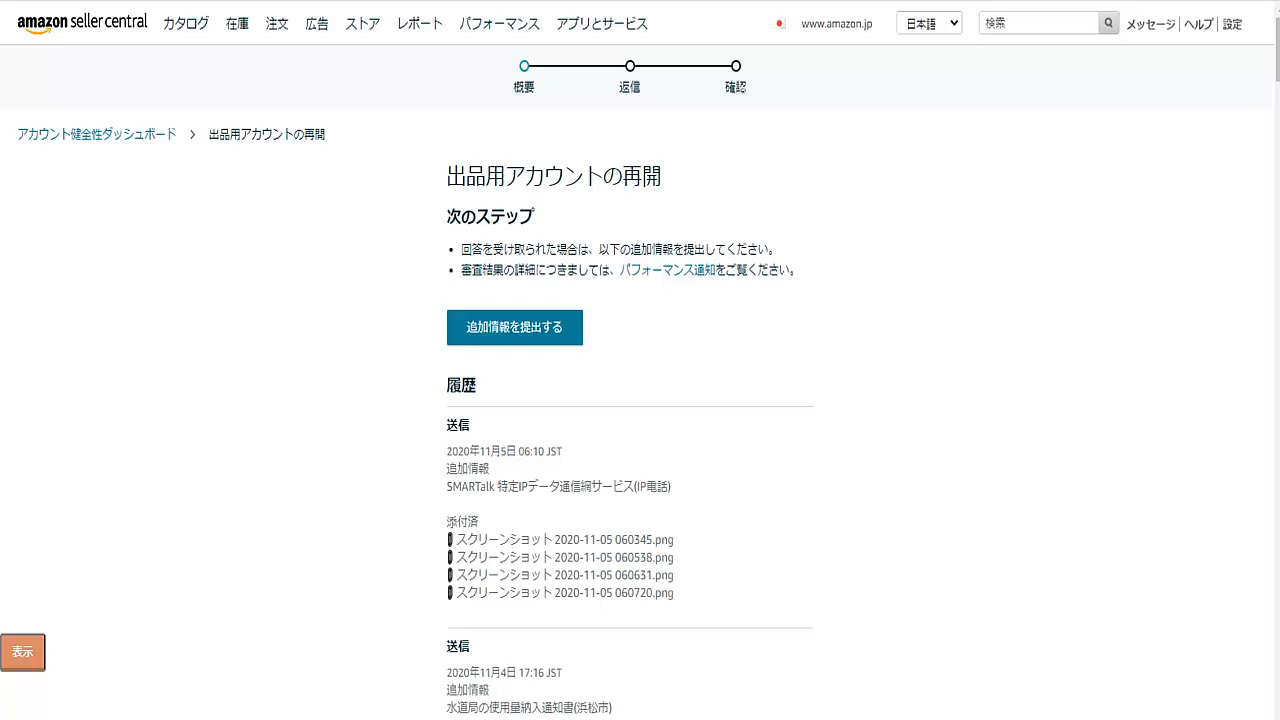 amazon seller central カタログ 在庫 注文 広告 ストア レポート パフォーマンス アプリとサービス www.amazon.jp 日本語 検索 メッセージ | ヘルプ | 設定
概要 返信 確認
アカウント健全性ダッシュボード > 出品用アカウントの再開
出品用アカウントの再開
次のステップ
• 回答を受け取られた場合は、以下の追加情報を提出してください。
• 審査結果の詳細につきましては、パフォーマンス通知をご覧ください。
追加情報を提出する
履歴
送信
2020年11月5日 06:10 JST
追加情報
SMARTalk 特定IPデータ通信網サービス(IP電話)
添付済
スクリーンショット 2020-11-05 060345.png
スクリーンショット 2020-11-05 060538.png
スクリーンショット 2020-11-05 060631.png
スクリーンショット 2020-11-05 060720.png
送信
表示
2020年11月4日 17:16 JST
追加情報
水道局の使用量納入通知書(浜松市)